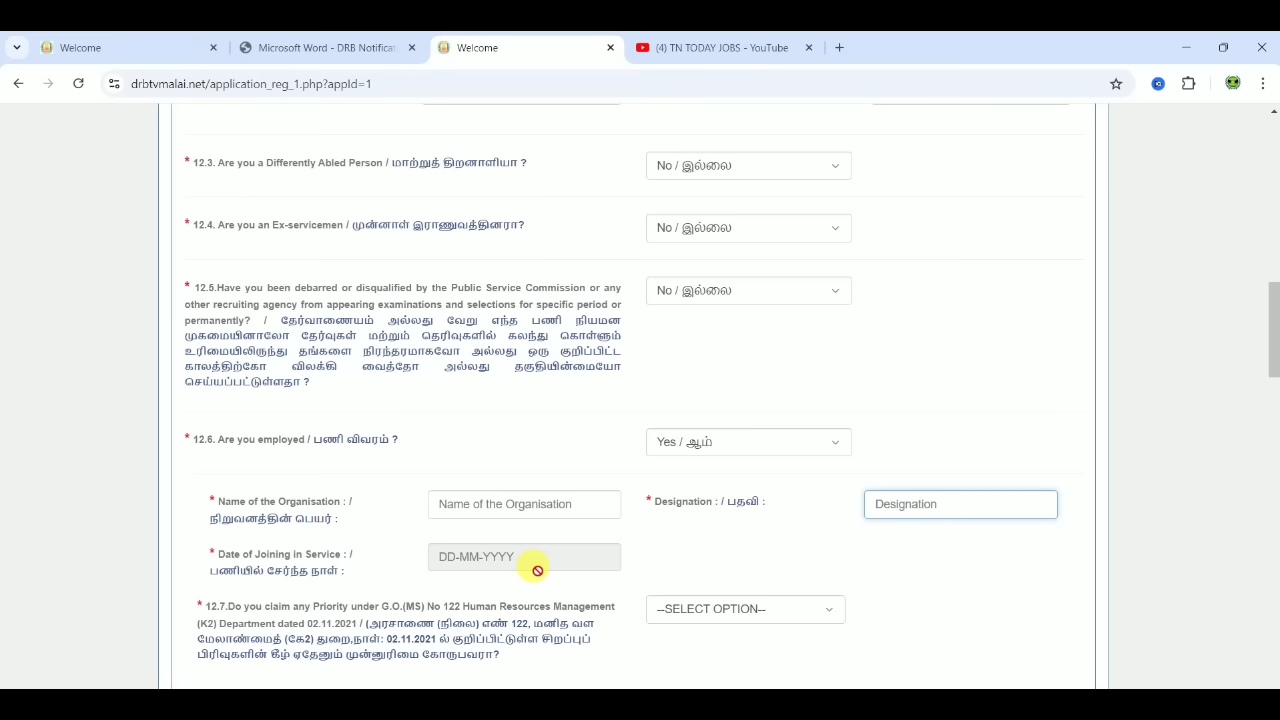 Welcome
Microsoft Word - DRB Notificat
Welcome
(4) TN TODAY JOBS - YouTube
drbtvmalai.net/application_reg_1.php?appId=1
* 12.3. Are you a Differently Abled Person / மாற்றுத் திறனாளியா ?
No / இல்லை
* 12.4. Are you an Ex-servicemen / முன்னாள் இராணுவத்தினரா?
No / இல்லை
* 12.5.Have you been debarred or disqualified by the Public Service Commission or any
other recruiting agency from appearing examinations and selections for specific period or
permanently? / தேர்வாணையம் அல்லது வேறு எந்த பணி நியமன
முகமையினாலோ தேர்வுகள் மற்றும் தெரிவுகளில் கலந்து கொள்ளும்
உரிமையிலிருந்து தங்களை நிரந்தரமாகவோ அல்லது ஒரு குறிப்பிட்ட
காலத்திற்கோ விலக்கி வைத்தோ அல்லது தகுதியின்மையோ
செய்யப்பட்டுள்ளதா ?
No / இல்லை
* 12.6. Are you employed / பணி விவரம் ?
Yes / ஆம்
* Name of the Organisation : /
நிறுவனத்தின் பெயர் :
Name of the Organisation
* Designation : / பதவி :
Designation
* Date of Joining in Service : /
பணியில் சேர்ந்த நாள் :
DD-MM-YYYY
* 12.7.Do you claim any Priority under G.O.(MS) No 122 Human Resources Management
(K2) Department dated 02.11.2021 / (அரசாணை (நிலை) எண் 122, மனித வள
மேலாண்மைத் (கே2) துறை,நாள்: 02.11.2021 ல் குறிப்பிட்டுள்ள சிறப்புப்
பிரிவுகளின் கீழ் ஏதேனும் முன்னுரிமை கோருபவரா?
--SELECT OPTION--